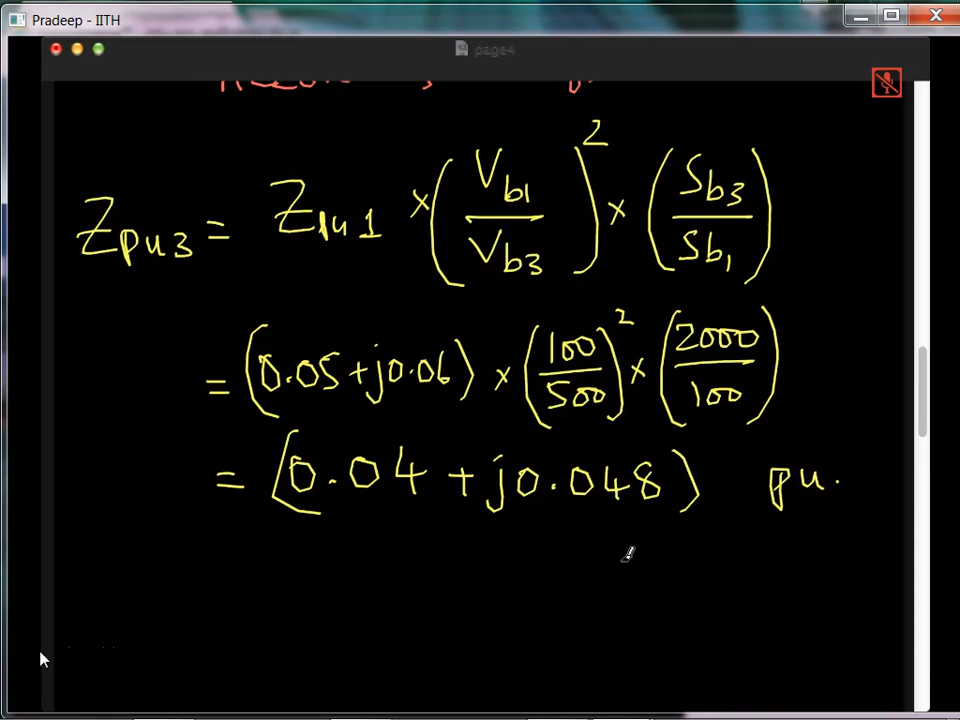 Pradeep - IITH
page4
Zpu3 = Zpu1 × (Vb1/Vb3)² × (Sb3/Sb1)
= (0.05 + j0.06) × (100/500)² × (2000/100)
= (0.04 + j0.048) pu.